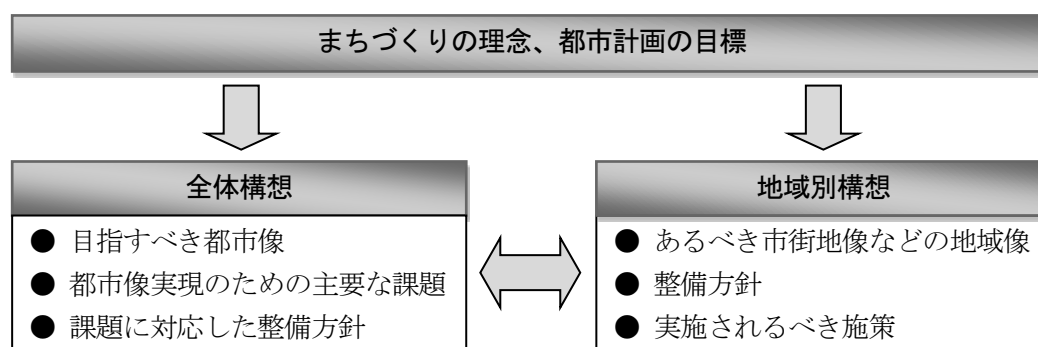 まちづくりの理念、都市計画の目標
全体構想
● 目指すべき都市像
● 都市像実現のための主要な課題
● 課題に対応した整備方針
地域別構想
● あるべき市街地像などの地域像
● 整備方針
● 実施されるべき施策